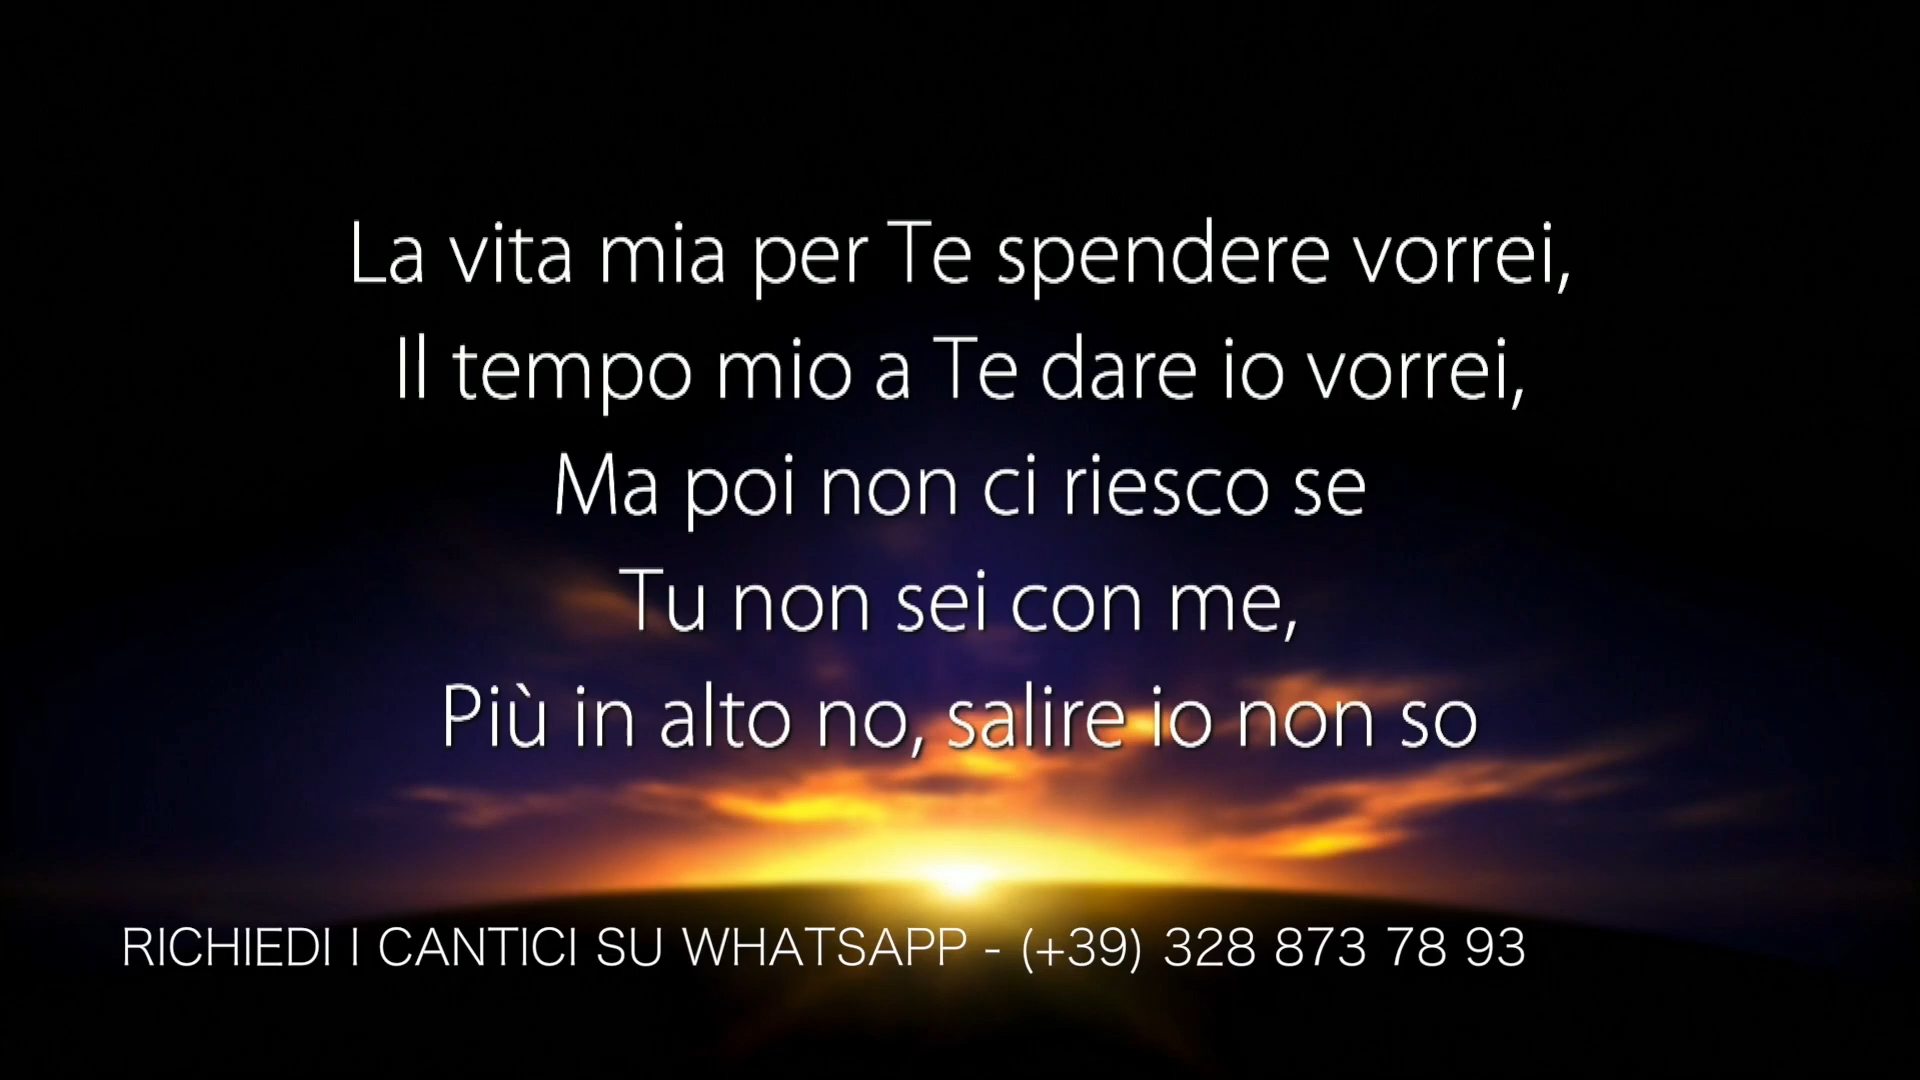 La vita mia per Te spendere vorrei,
Il tempo mio a Te dare io vorrei,
Ma poi non ci riesco se
Tu non sei con me,
Più in alto no, salire io non so
RICHIEDI I CANTICI SU WHATSAPP - (+39) 328 873 78 93